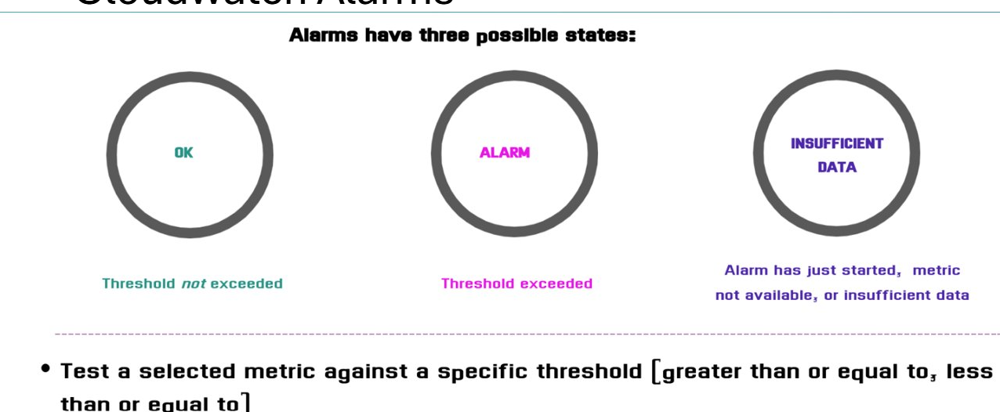 CloudWatch Alarms
Alarms have three possible states:
OK
ALARM
INSUFFICIENT
DATA
Threshold not exceeded
Threshold exceeded
Alarm has just started, metric
not available, or insufficient data
• Test a selected metric against a specific threshold [greater than or equal to, less
than or equal to]